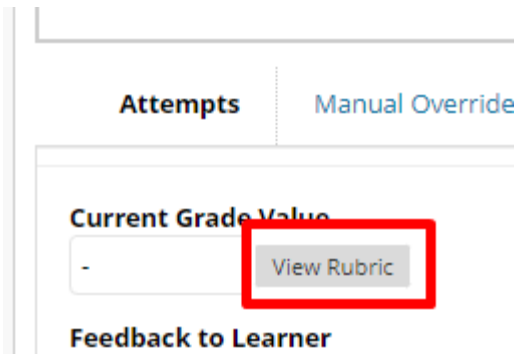 Attempts Manual Override
Current Grade Value
- View Rubric
Feedback to Learner